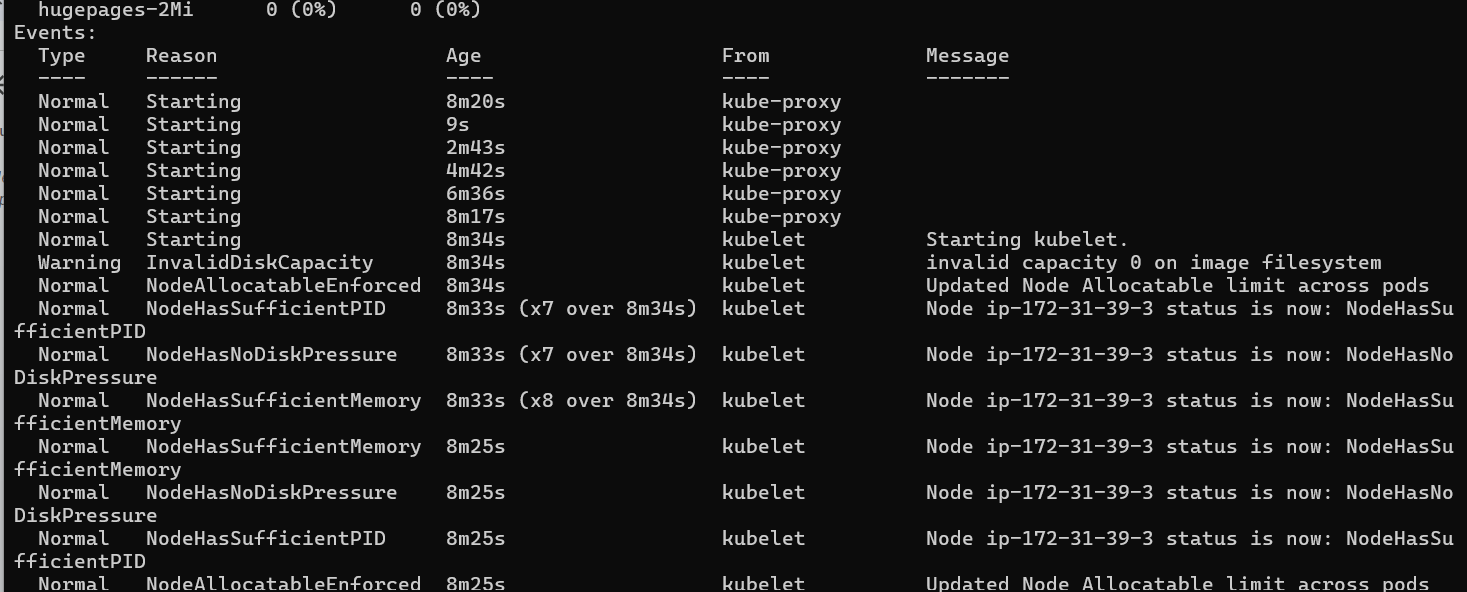 hugepages-2Mi      0 (0%)      0 (0%)
Events:
  Type     Reason                   Age                    From             Message
  ----     ------                   ----                   ----             -------
  Normal   Starting                 8m20s                  kube-proxy
  Normal   Starting                 9s                     kube-proxy
  Normal   Starting                 2m43s                  kube-proxy
  Normal   Starting                 4m42s                  kube-proxy
  Normal   Starting                 6m36s                  kube-proxy
  Normal   Starting                 8m17s                  kube-proxy
  Normal   Starting                 8m34s                  kubelet          Starting kubelet.
  Warning  InvalidDiskCapacity      8m34s                  kubelet          invalid capacity 0 on image filesystem
  Normal   NodeAllocatableEnforced  8m34s                  kubelet          Updated Node Allocatable limit across pods
  Normal   NodeHasSufficientPID     8m33s (x7 over 8m34s)  kubelet          Node ip-172-31-39-3 status is now: NodeHasSu
fficientPID
  Normal   NodeHasNoDiskPressure    8m33s (x7 over 8m34s)  kubelet          Node ip-172-31-39-3 status is now: NodeHasNo
DiskPressure
  Normal   NodeHasSufficientMemory  8m33s (x8 over 8m34s)  kubelet          Node ip-172-31-39-3 status is now: NodeHasSu
fficientMemory
  Normal   NodeHasSufficientMemory  8m25s                  kubelet          Node ip-172-31-39-3 status is now: NodeHasSu
fficientMemory
  Normal   NodeHasNoDiskPressure    8m25s                  kubelet          Node ip-172-31-39-3 status is now: NodeHasNo
DiskPressure
  Normal   NodeHasSufficientPID     8m25s                  kubelet          Node ip-172-31-39-3 status is now: NodeHasSu
fficientPID
  Normal   NodeAllocatableEnforced  8m25s                  kubelet          Updated Node Allocatable limit across pods